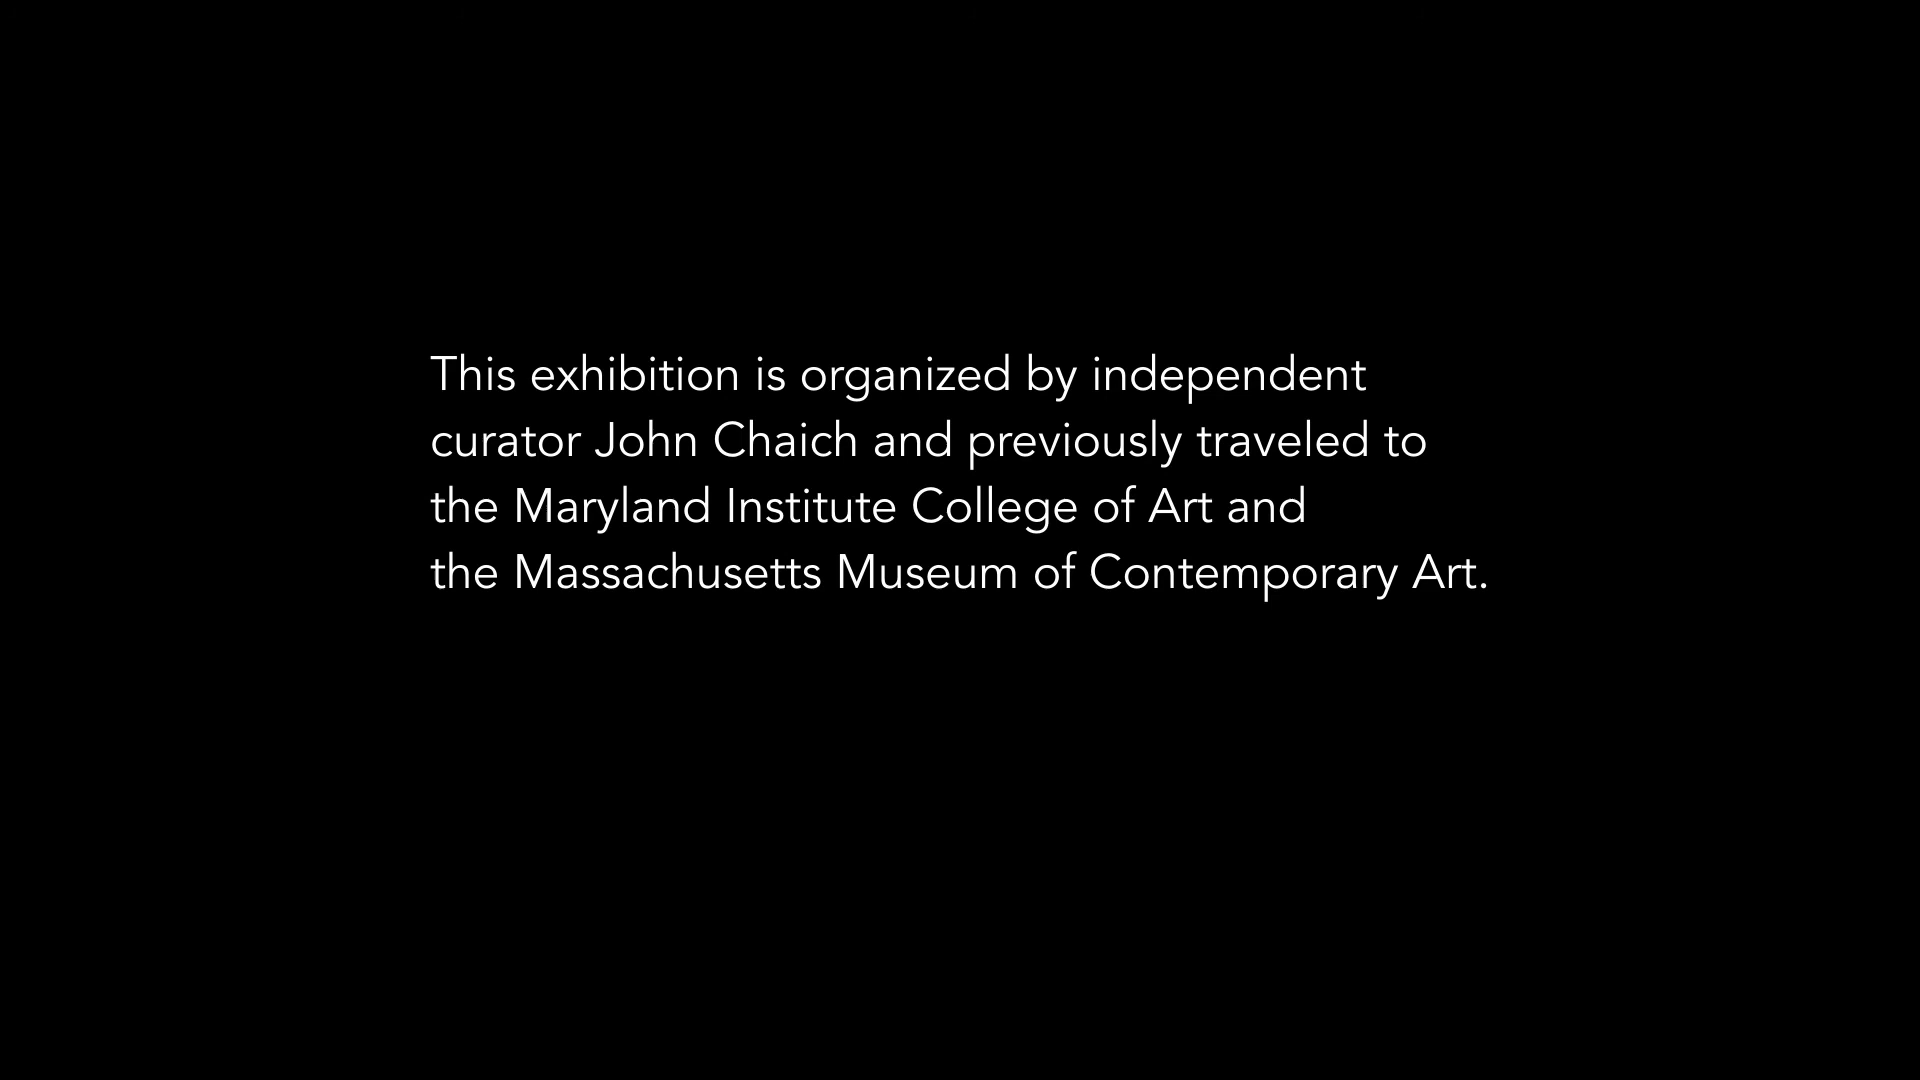 This exhibition is organized by independent
curator John Chaich and previously traveled to
the Maryland Institute College of Art and
the Massachusetts Museum of Contemporary Art.